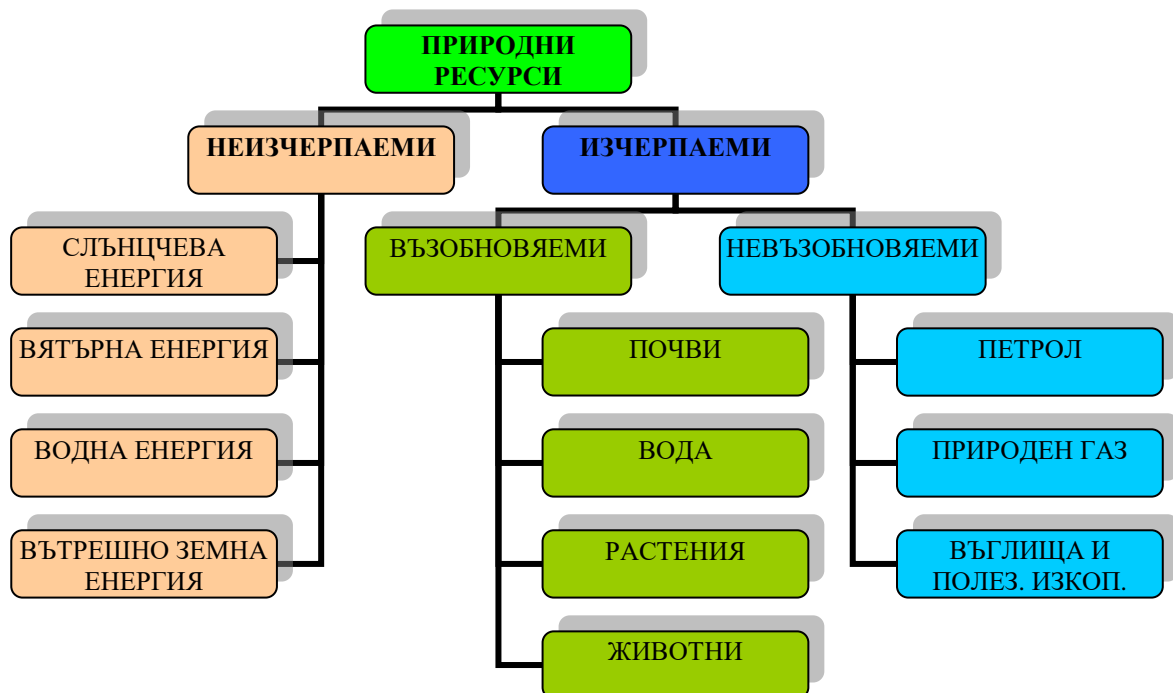 ПРИРОДНИ
РЕСУРСИ
НЕИЗЧЕРПАЕМИ
ИЗЧЕРПАЕМИ
СЛЪНЦЧЕВА
ЕНЕРГИЯ
ВЯТЪРНА ЕНЕРГИЯ
ВОДНА ЕНЕРГИЯ
ВЪТРЕШНО ЗЕМНА
ЕНЕРГИЯ
ВЪЗОБНОВЯЕМИ
ПОЧВИ
ВОДА
РАСТЕНИЯ
ЖИВОТНИ
НЕВЪЗОБНОВЯЕМИ
ПЕТРОЛ
ПРИРОДЕН ГАЗ
ВЪГЛИЩА И
ПОЛЕЗ. ИЗКОП.